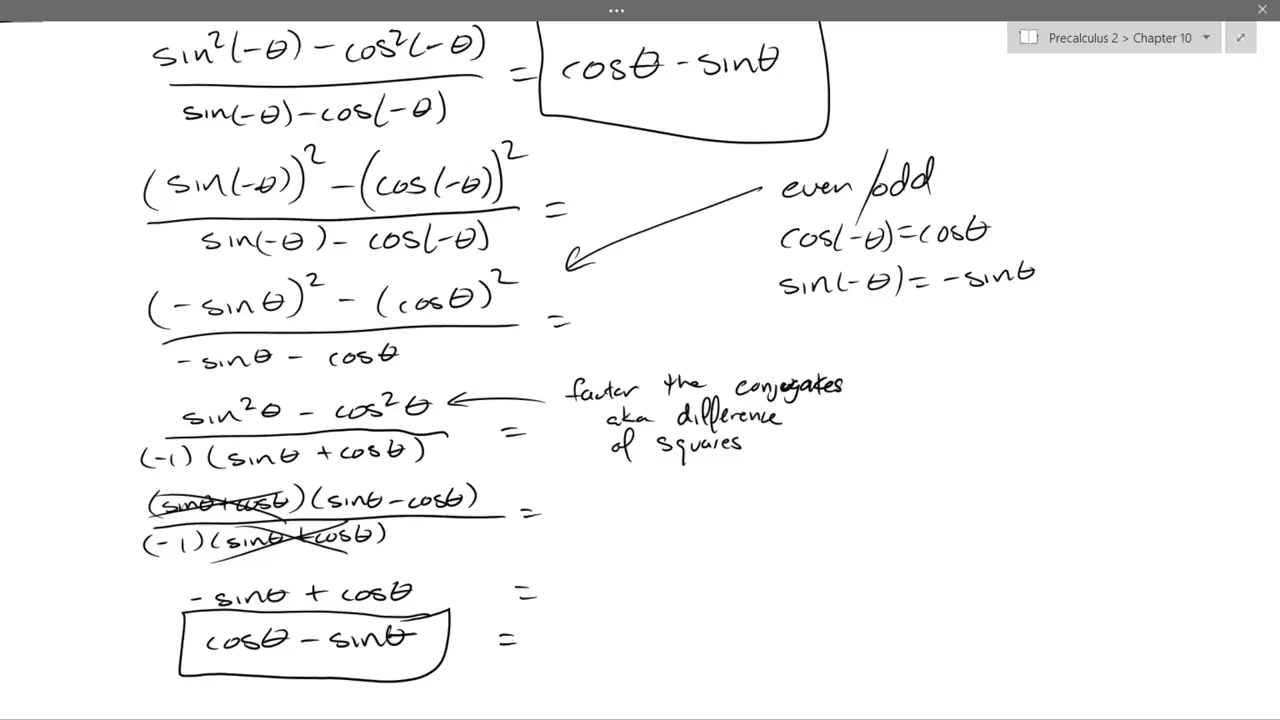 Precalculus 2 > Chapter 10
sin²(-θ) - cos²(-θ)
sin(-θ) - cos(-θ)
= cosθ - sinθ
(sin(-θ))² - (cos(-θ))²
sin(-θ) - cos(-θ)
=
even/odd
cos(-θ) = cosθ
sin(-θ) = -sinθ
(-sinθ)² - (cosθ)²
-sinθ - cosθ
=
sin²θ - cos²θ
(-1)(sinθ + cosθ)
=
factor the conjugates
aka difference
of squares
(sinθ + cosθ)(sinθ - cosθ)
(-1)(sinθ + cosθ)
=
-sinθ + cosθ =
cosθ - sinθ =